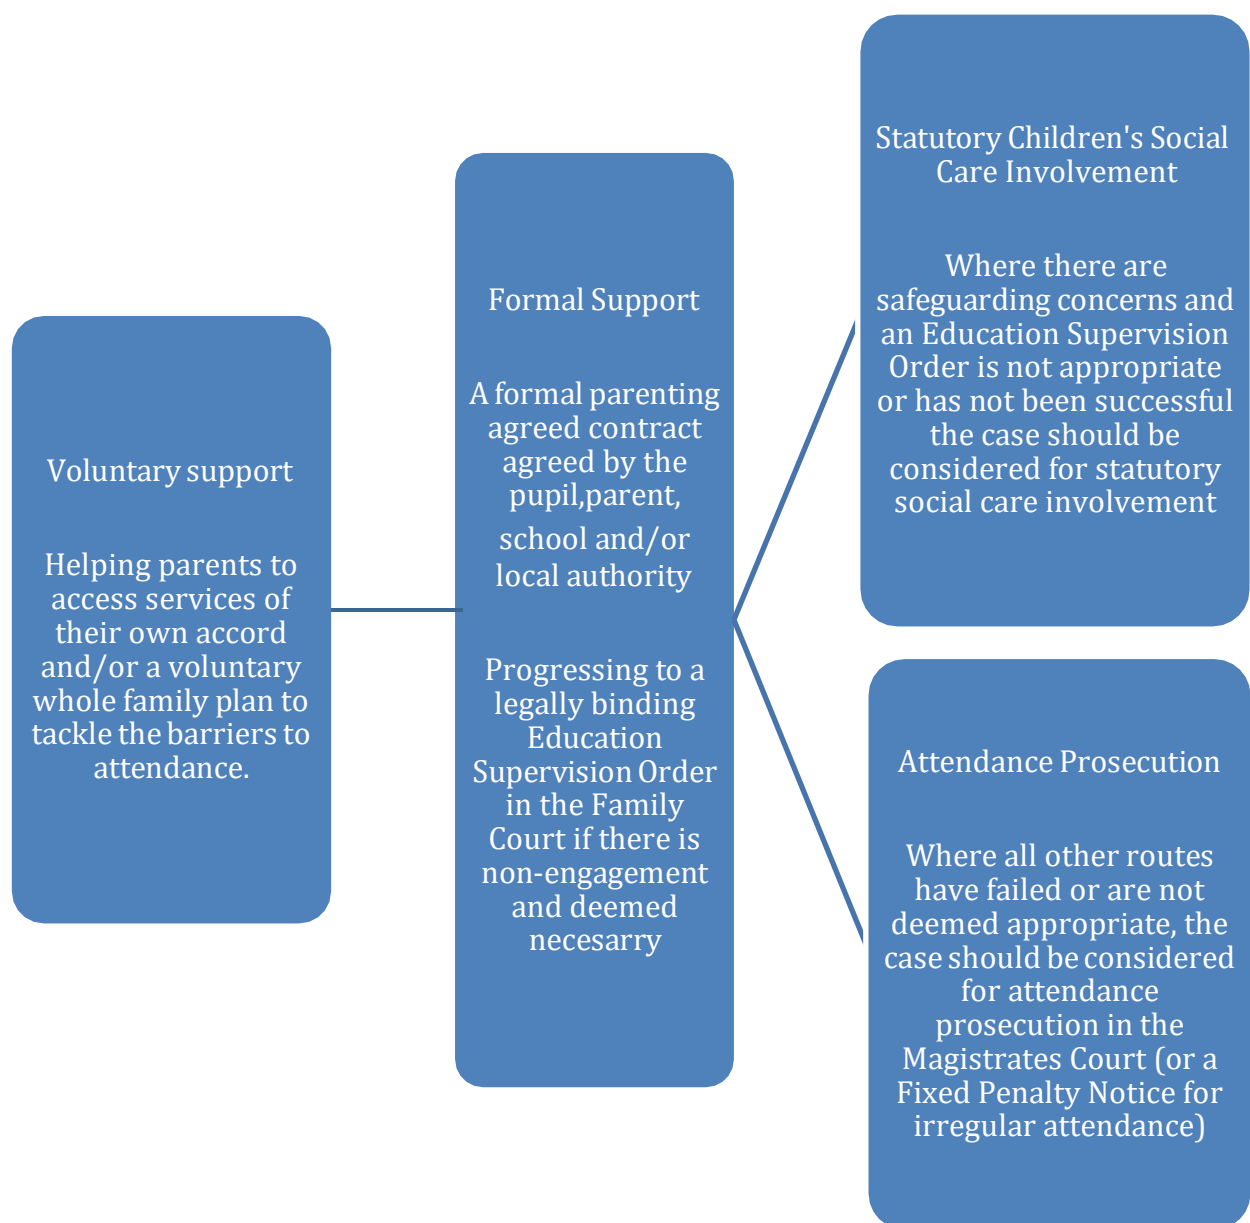 Voluntary support
Helping parents to
access services of
their own accord
and/or a voluntary
whole family plan to
tackle the barriers to
attendance.
Formal Support
A formal parenting
agreed contract
agreed by the
pupil,parent,
school and/or
local authority
Progressing to a
legally binding
Education
Supervision Order
in the Family
Court if there is
non-engagement
and deemed
necesarry
Statutory Children's Social
Care Involvement
Where there are
safeguarding concerns and
an Education Supervision
Order is not appropriate
or has not been successful
the case should be
considered for statutory
social care involvement
Attendance Prosecution
Where all other routes
have failed or are not
deemed appropriate, the
case should be considered
for attendance
prosecution in the
Magistrates Court (or a
Fixed Penalty Notice for
irregular attendance)